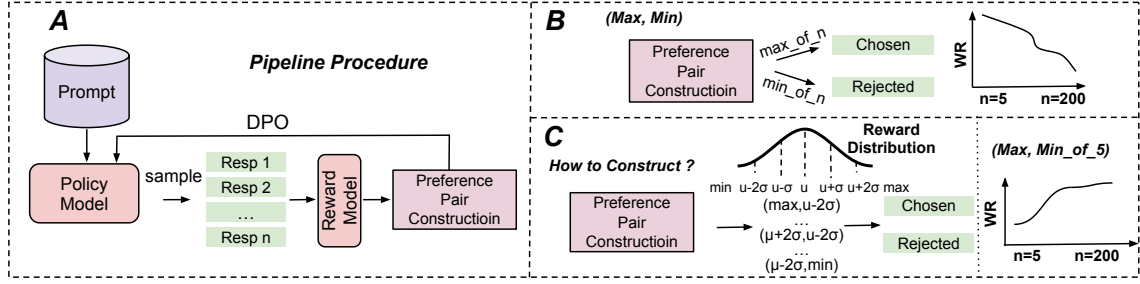 A
Pipeline Procedure
Prompt
DPO
Policy
Model
sample
Resp 1
Resp 2
...
Resp n
Reward
Model
Preference
Pair
Constructioin
B
(Max, Min)
Preference
Pair
Constructioin
max_of_n
min_of_n
Chosen
Rejected
WR
n=5 n=200
C
How to Construct ?
Preference
Pair
Constructioin
Reward
Distribution
min u-2σ u-σ u u+σ u+2σ max
(max,u-2σ)
...
(μ+2σ,u-2σ)
...
(μ-2σ,min)
Chosen
Rejected
(Max, Min_of_5)
WR
n=5 n=200